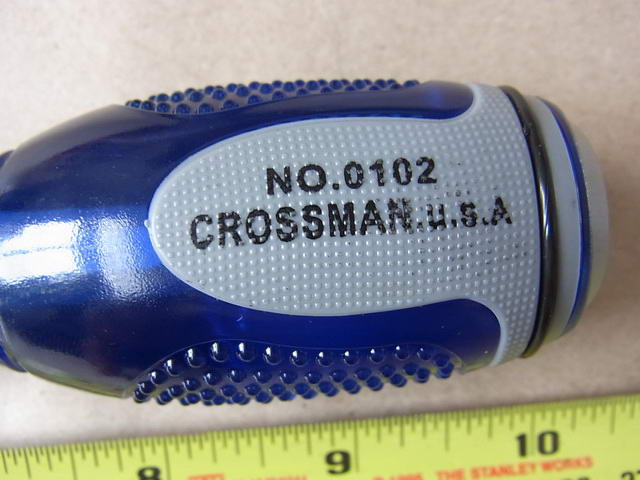 NO.0102
CROSSMAN.u.s.A
8 9 10
THE STANLEY WORKS